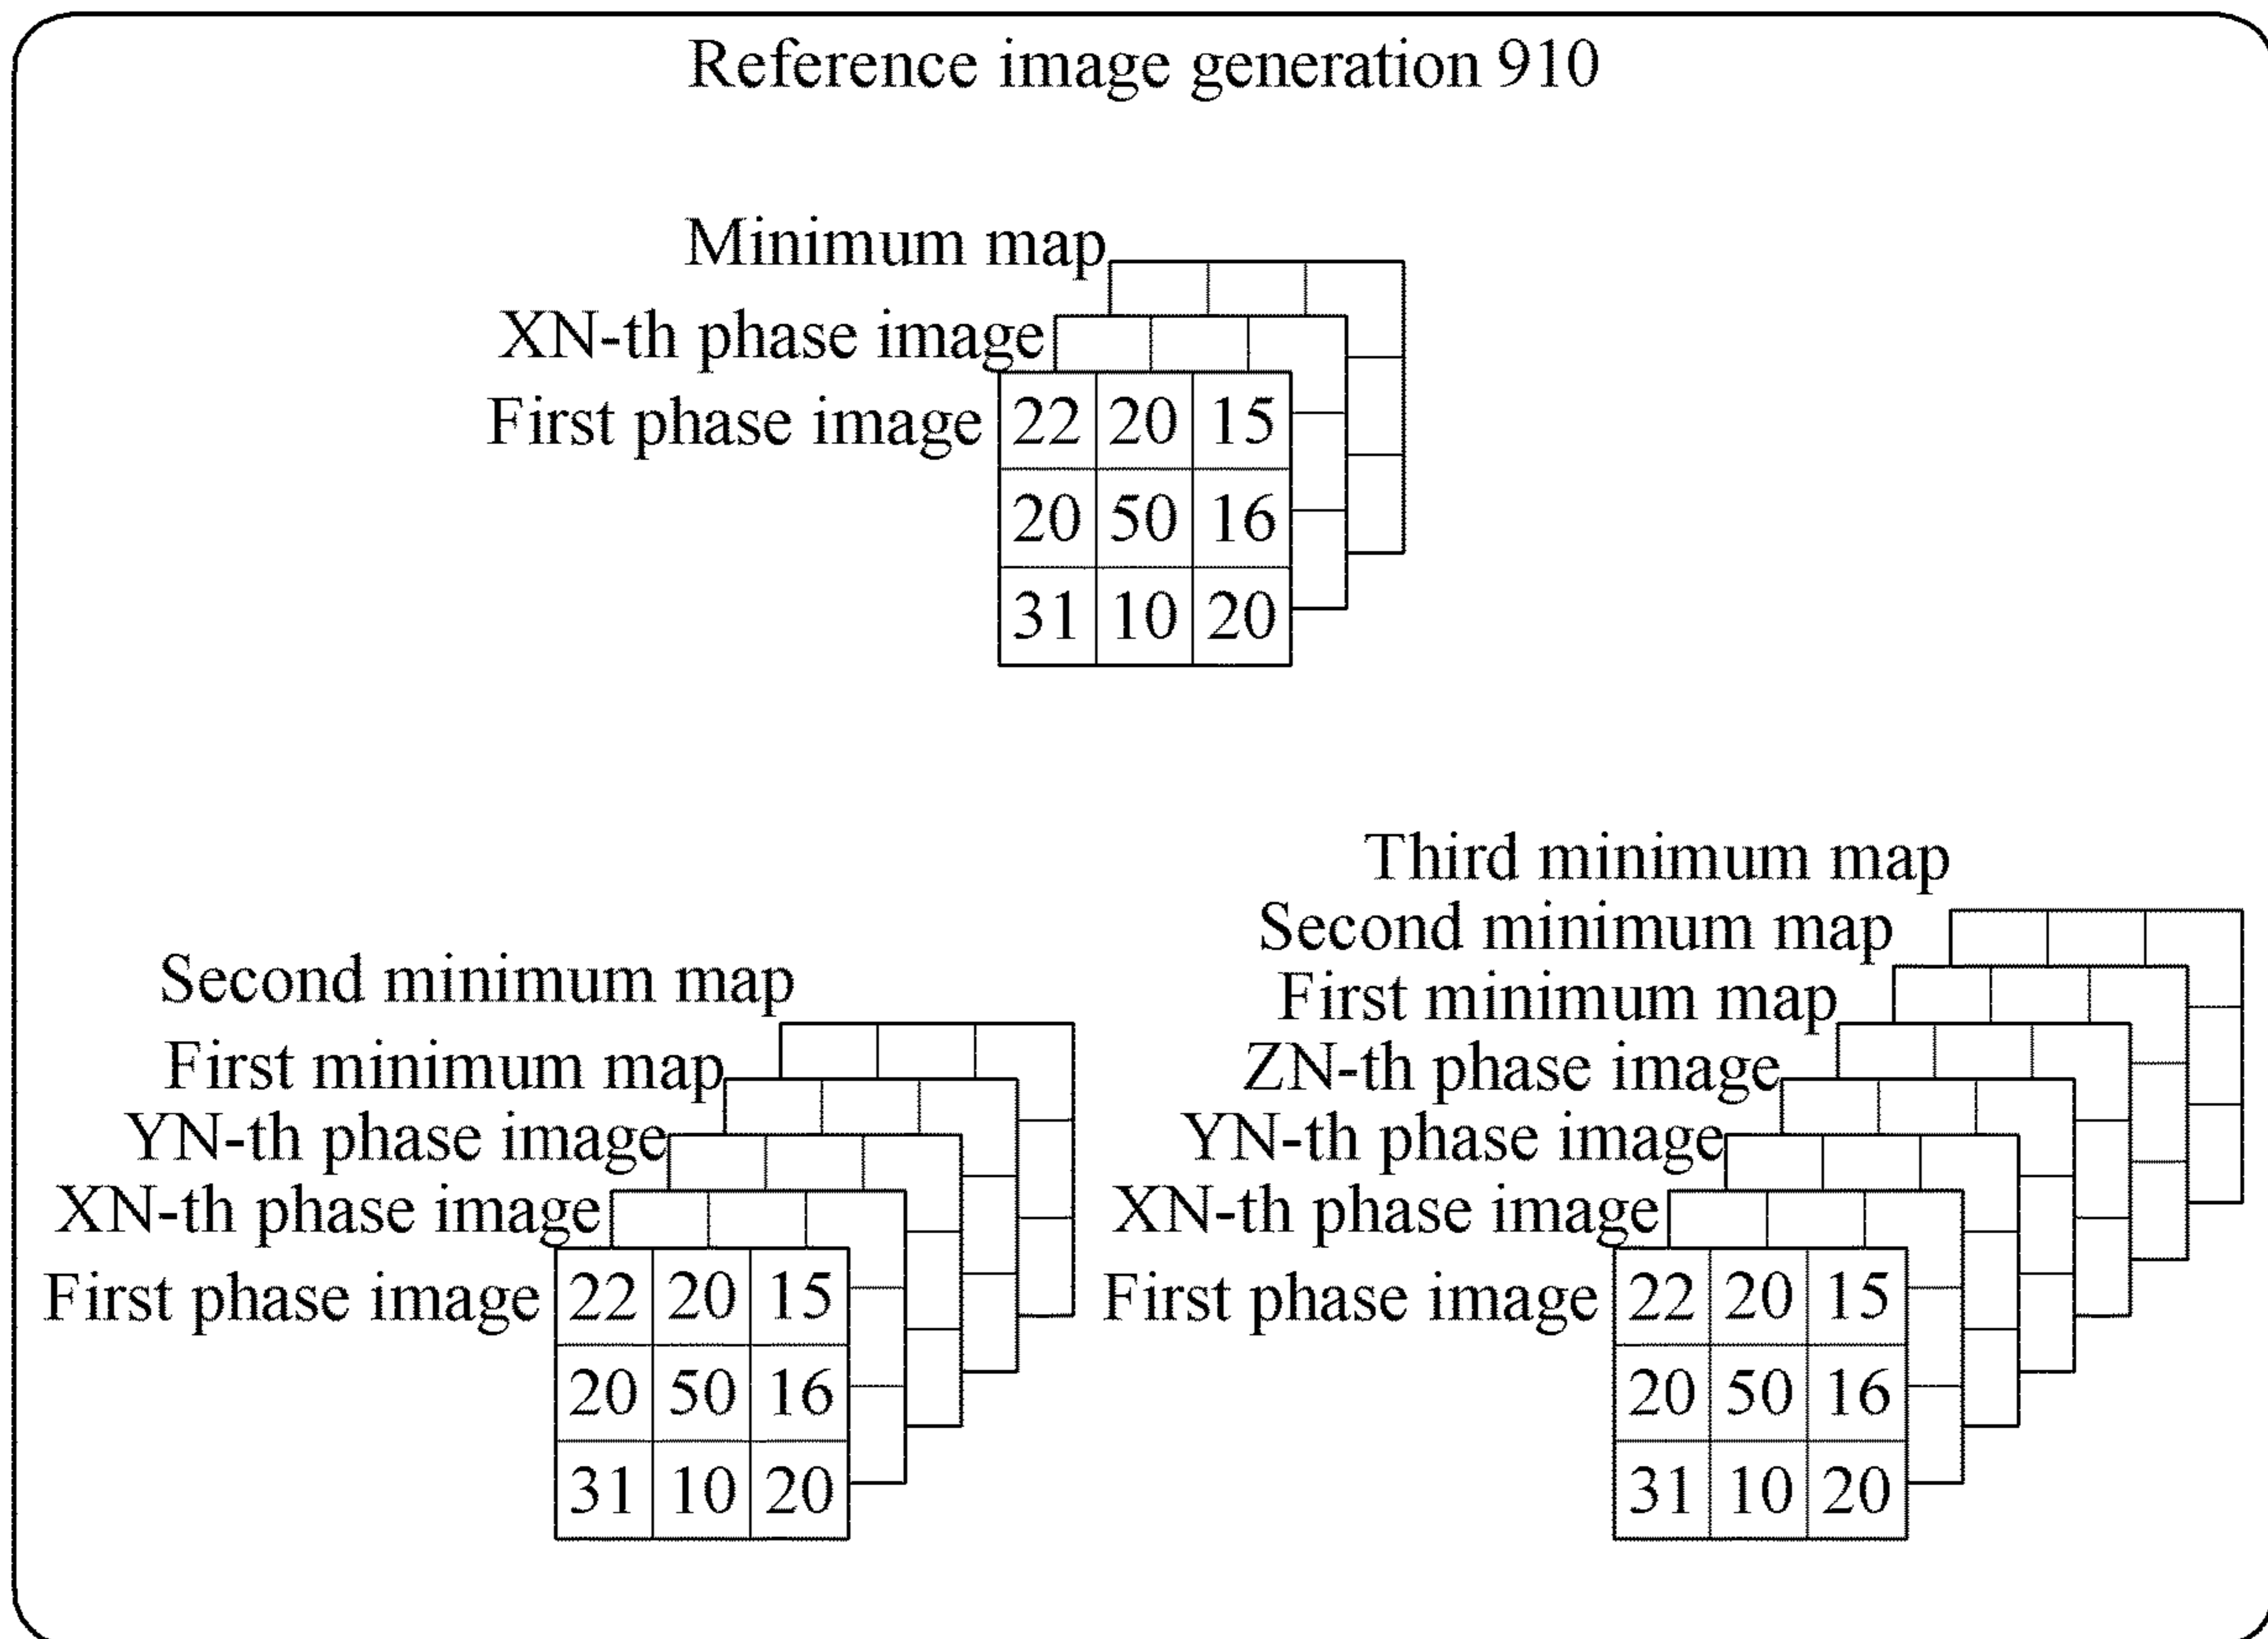 Reference image generation 910
Minimum map
XN-th phase image
First phase image 22 20 15
20 50 16
31 10 20
Second minimum map
First minimum map
YN-th phase image
XN-th phase image
First phase image 22 20 15
20 50 16
31 10 20
Third minimum map
Second minimum map
First minimum map
ZN-th phase image
YN-th phase image
XN-th phase image
First phase image 22 20 15
20 50 16
31 10 20